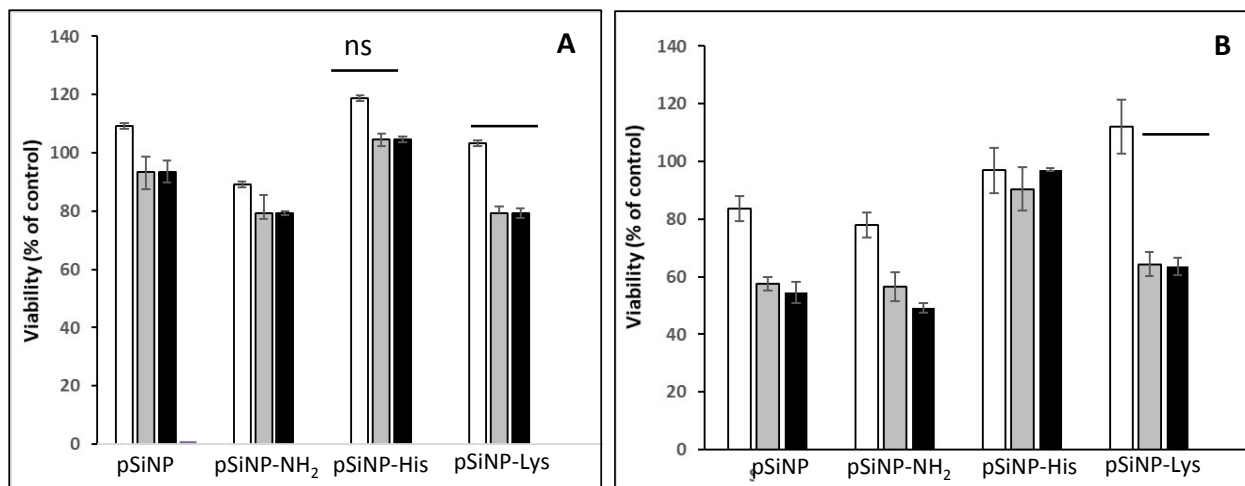 A
ns
Viability (% of control)
140
120
100
80
60
40
20
0
pSiNP
pSiNP-NH2
pSiNP-His
pSiNP-Lys
B
Viability (% of control)
140
120
100
80
60
40
20
0
pSiNP
pSiNP-NH2
pSiNP-His
pSiNP-Lys